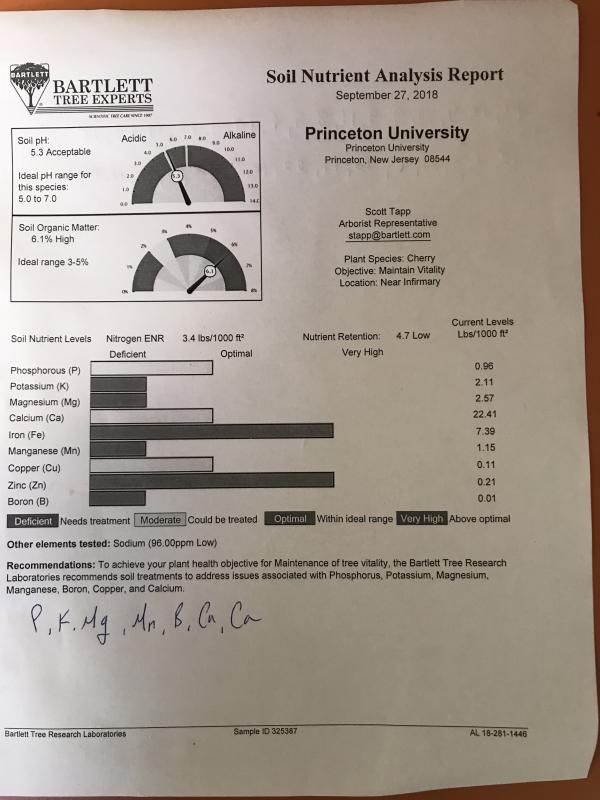 BARTLETT
BARTLETT
TREE EXPERTS
SCIENTIFIC TREE CARE SINCE 1907
Soil Nutrient Analysis Report
September 27, 2018
Soil pH:
5.3 Acceptable
Ideal pH range for
this species:
5.0 to 7.0
Acidic
Alkaline
0.0
1.0
2.0
3.0
4.0
5.0
6.0
7.0
8.0
9.0
10.0
11.0
12.0
13.0
14.0
5.3
Princeton University
Princeton University
Princeton, New Jersey 08544
Soil Organic Matter:
6.1% High
Ideal range 3-5%
0%
1%
2%
3%
4%
5%
6%
7%
8%
6.1
Scott Tapp
Arborist Representative
stapp@bartlett.com
Plant Species: Cherry
Objective: Maintain Vitality
Location: Near Infirmary
Soil Nutrient Levels Nitrogen ENR 3.4 lbs/1000 ft² Nutrient Retention: 4.7 Low
Current Levels
Lbs/1000 ft²
Deficient Optimal Very High
Phosphorous (P) 0.96
Potassium (K) 2.11
Magnesium (Mg) 2.57
Calcium (Ca) 22.41
Iron (Fe) 7.39
Manganese (Mn) 1.15
Copper (Cu) 0.11
Zinc (Zn) 0.21
Boron (B) 0.01
Deficient Needs treatment Moderate Could be treated Optimal Within ideal range Very High Above optimal
Other elements tested: Sodium (96.00ppm Low)
Recommendations: To achieve your plant health objective for Maintenance of tree vitality, the Bartlett Tree Research
Laboratories recommends soil treatments to address issues associated with Phosphorus, Potassium, Magnesium,
Manganese, Boron, Copper, and Calcium.
P, K, Mg, Mn, B, Cu, Ca
Bartlett Tree Research Laboratories Sample ID 325387 AL 18-281-1446